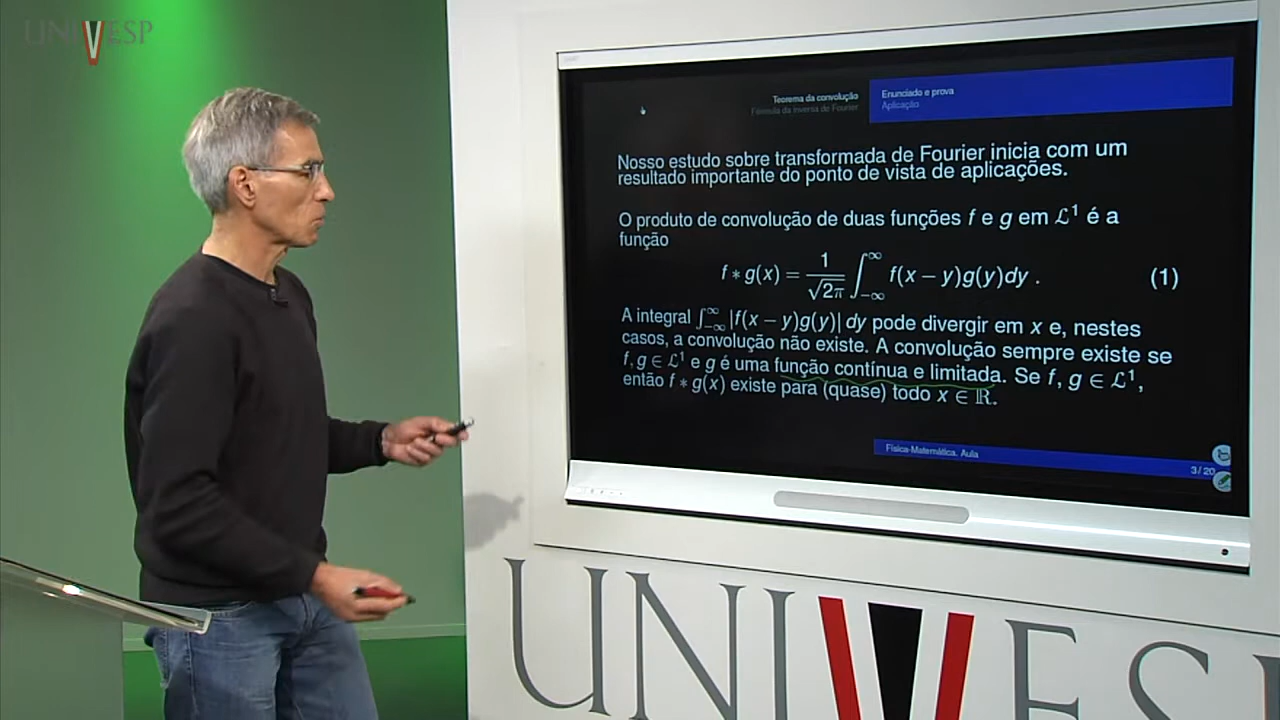 UNIVESP
Teorema da convolução
Fórmula da inversa de Fourier
Enunciado e prova
Aplicação
Nosso estudo sobre transformada de Fourier inicia com um
resultado importante do ponto de vista de aplicações.
O produto de convolução de duas funções f e g em ℒ¹ é a
função
f ∗ g(x) = 1/√2π ∫_{−∞}^{∞} f(x − y)g(y)dy . (1)
A integral ∫_{−∞}^{∞} |f(x − y)g(y)| dy pode divergir em x e, nestes
casos, a convolução não existe. A convolução sempre existe se
f, g ∈ ℒ¹ e g é uma função contínua e limitada. Se f, g ∈ ℒ¹,
então f ∗ g(x) existe para (quase) todo x ∈ ℝ.
Física-Matemática. Aula
3 / 20
UNIVESP